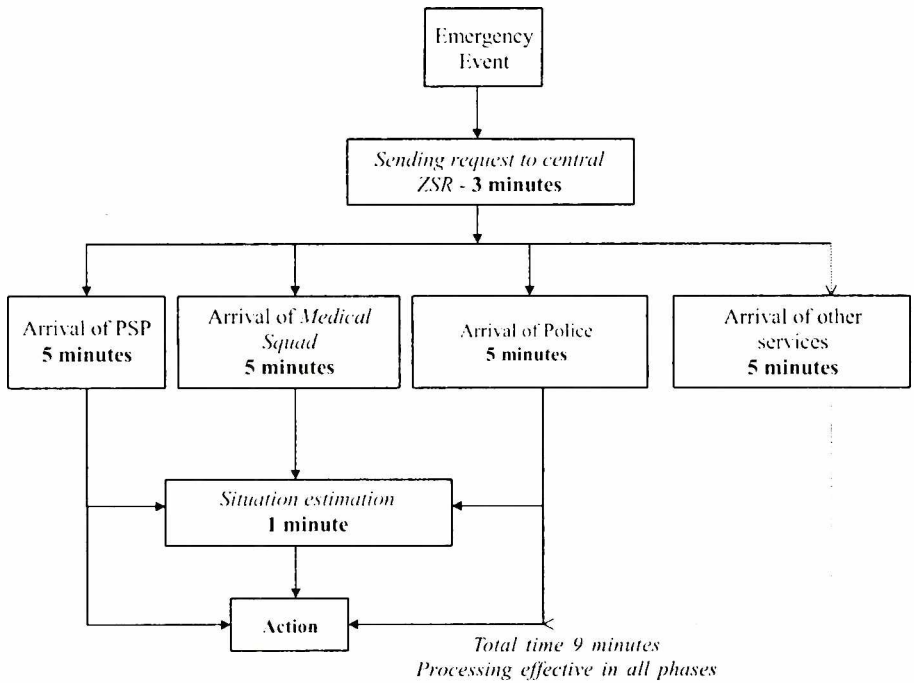 Emergency
Event
Sending request to central
ZSR - 3 minutes
Arrival of PSP
5 minutes
Arrival of Medical
Squad
5 minutes
Arrival of Police
5 minutes
Arrival of other
services
5 minutes
Situation estimation
1 minute
Action
Total time 9 minutes
Processing effective in all phases